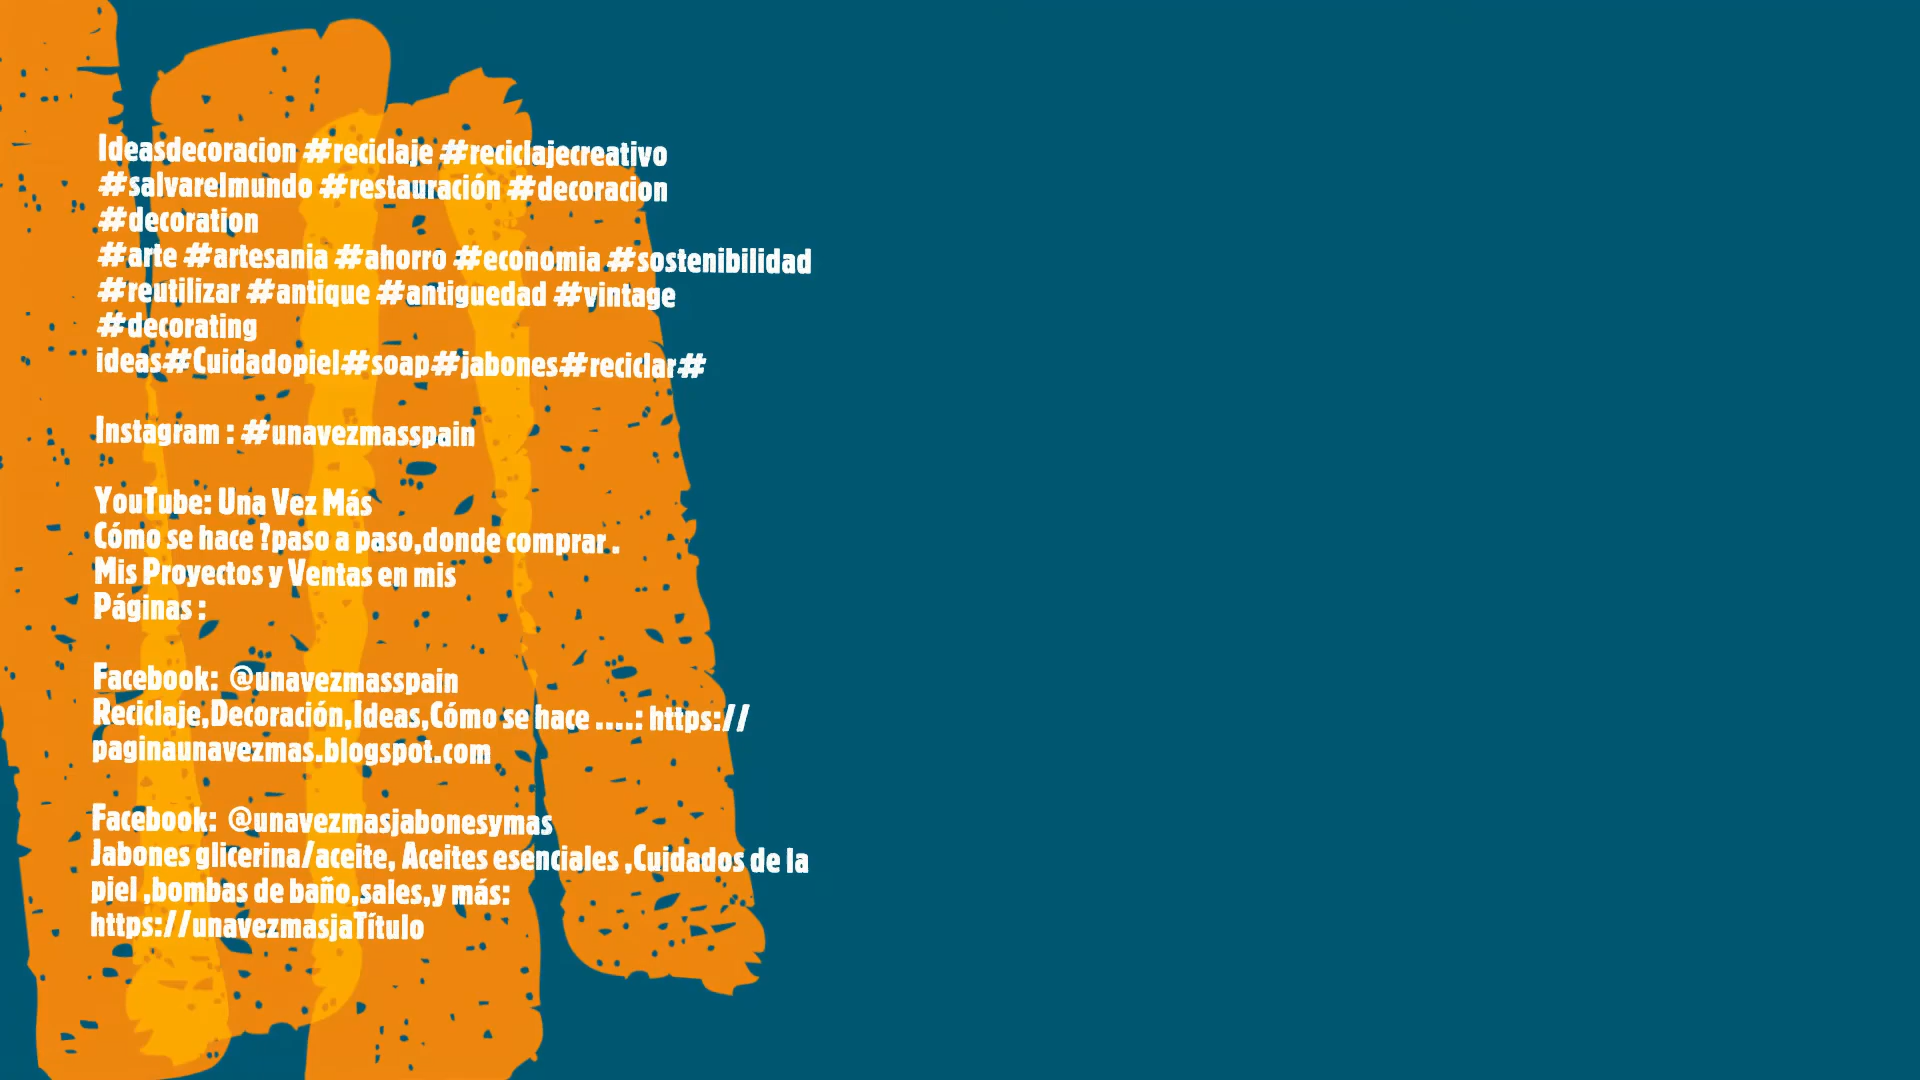 Ideasdecoracion #reciclaje #reciclajecreativo
#salvarelmundo #restauración #decoracion
#decoration
#arte #artesania #ahorro #economia #sostenibilidad
#reutilizar #antique #antiguedad #vintage
#decorating
ideas#Cuidadopiel#soap#jabones#reciclar#
Instagram : #unavezmasspain
YouTube: Una Vez Más
Cómo se hace ?paso a paso,donde comprar .
Mis Proyectos y Ventas en mis
Páginas :
Facebook: @unavezmasspain
Reciclaje,Decoración,Ideas,Cómo se hace ....: https://
paginaunavezmas.blogspot.com
Facebook: @unavezmasjabonesymas
Jabones glicerina/aceite, Aceites esenciales ,Cuidados de la
piel ,bombas de baño,sales,y más:
https://unavezmasjaTítulo